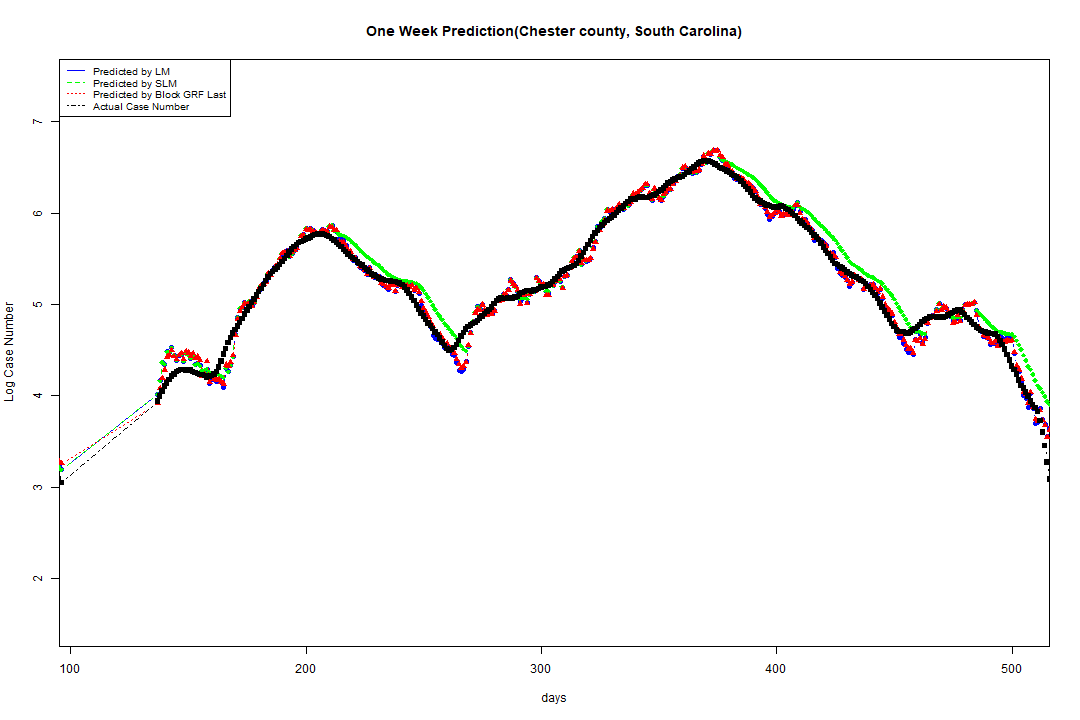 One Week Prediction(Chester county, South Carolina)
Predicted by LM
Predicted by SLM
Predicted by Block GRF Last
Actual Case Number
7
6
5
4
3
2
Log Case Number
100 200 300 400 500
days